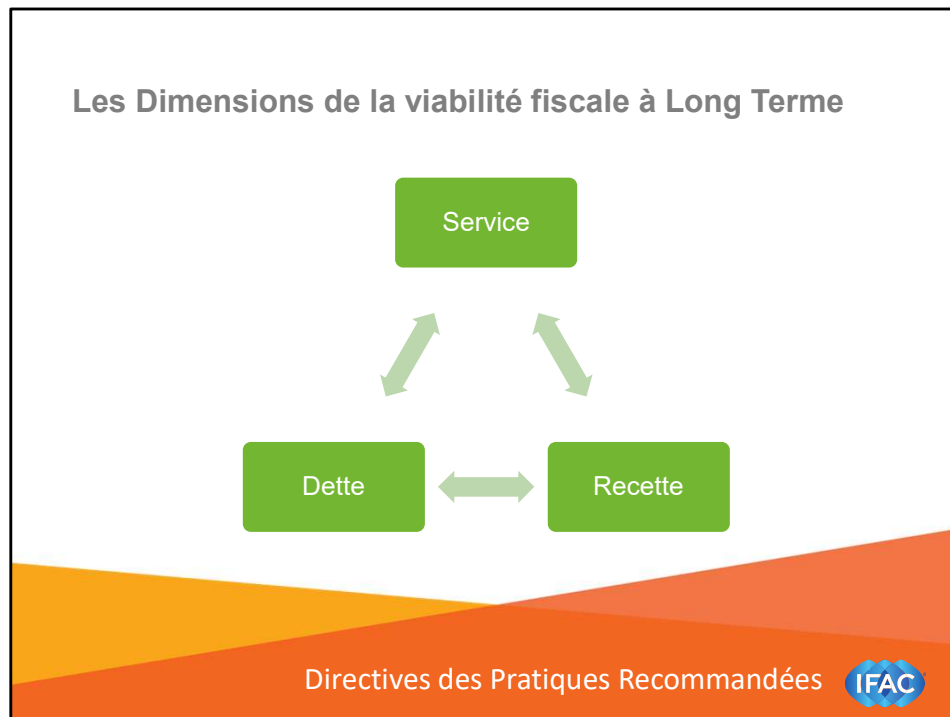 Les Dimensions de la viabilité fiscale à Long Terme
Service
Dette
Recette
Directives des Pratiques Recommandées
IFAC